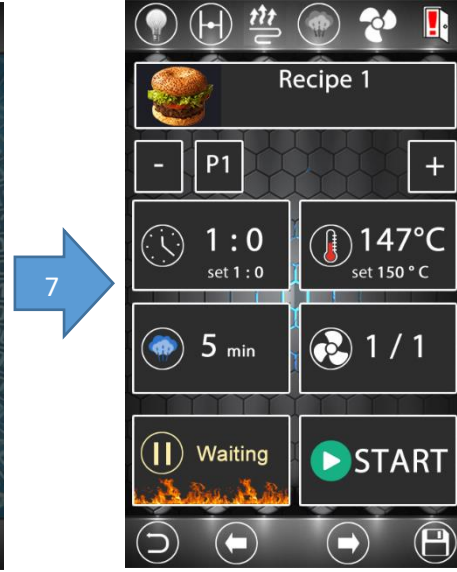 Recipe 1
- P1 +
1 : 0
set 1 : 0
147°C
set 150 ° C
7
5 min
1 / 1
Waiting
START